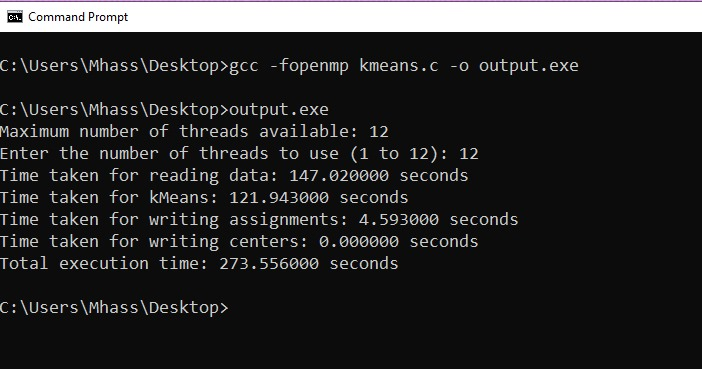 Command Prompt
C:\Users\Mhass\Desktop>gcc -fopenmp kmeans.c -o output.exe
C:\Users\Mhass\Desktop>output.exe
Maximum number of threads available: 12
Enter the number of threads to use (1 to 12): 12
Time taken for reading data: 147.020000 seconds
Time taken for kMeans: 121.943000 seconds
Time taken for writing assignments: 4.593000 seconds
Time taken for writing centers: 0.000000 seconds
Total execution time: 273.556000 seconds
C:\Users\Mhass\Desktop>